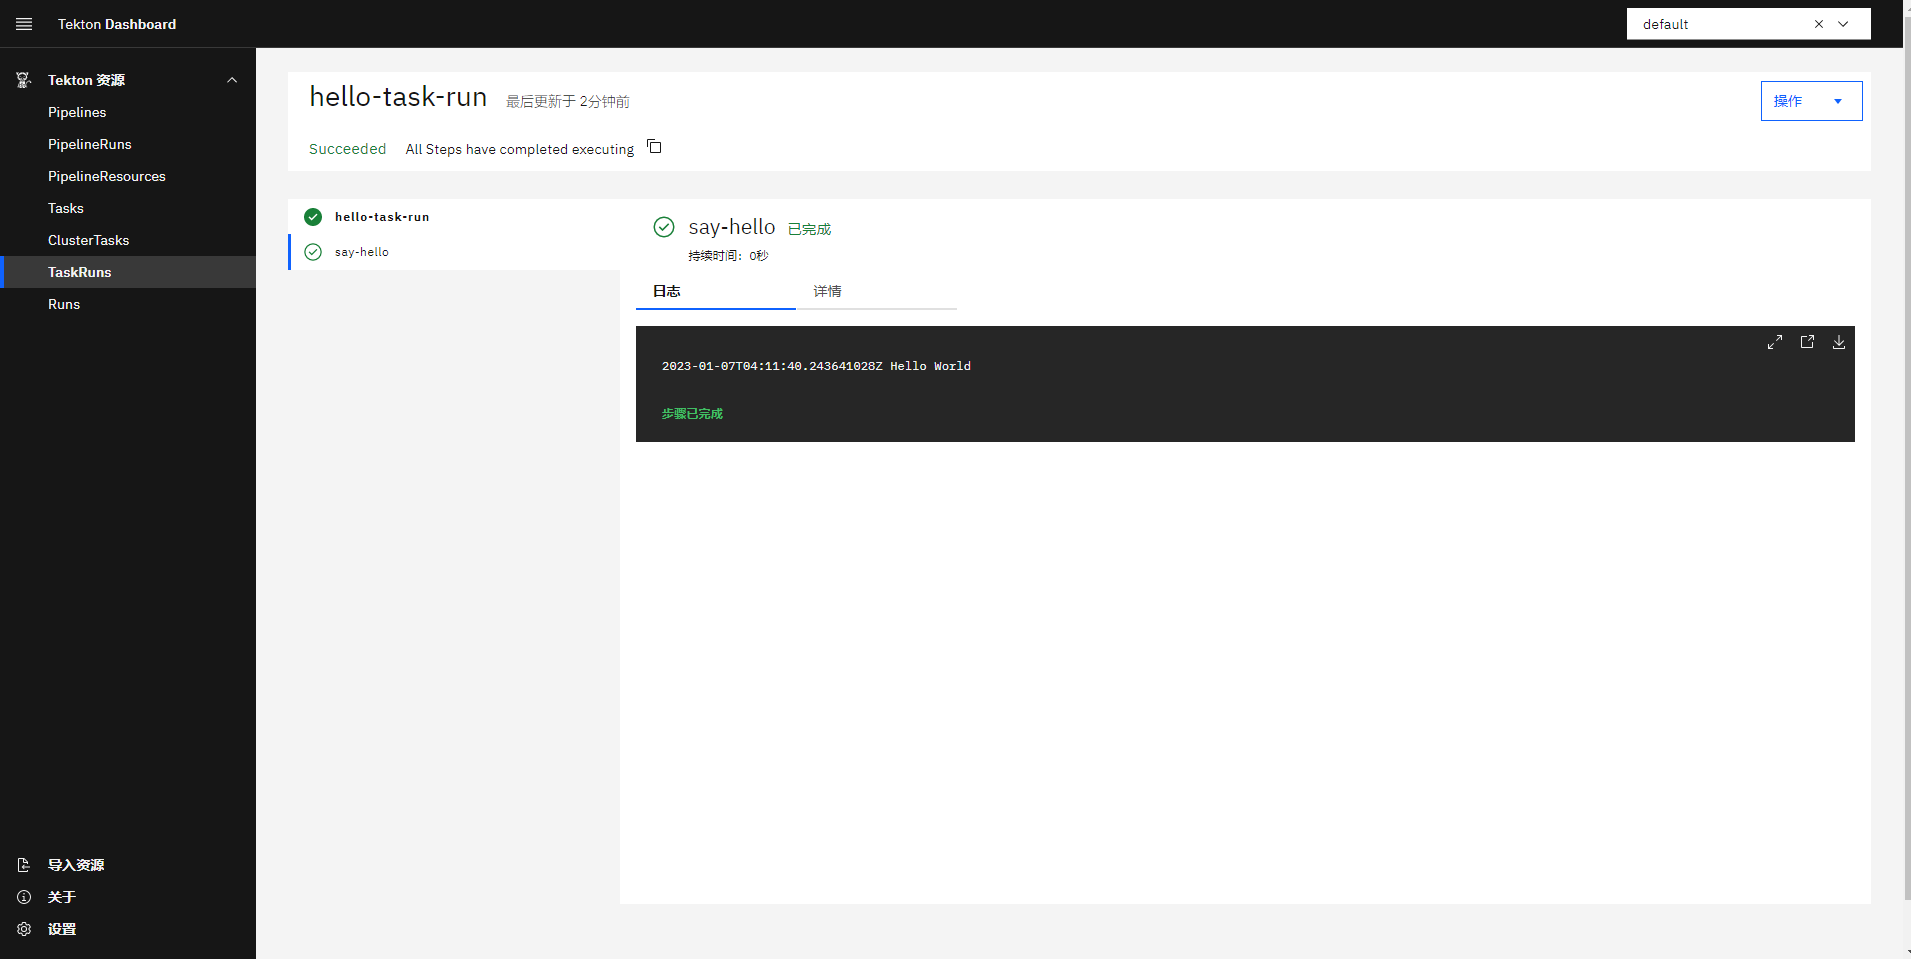 Tekton Dashboard
default
Tekton 资源
Pipelines
PipelineRuns
PipelineResources
Tasks
ClusterTasks
TaskRuns
Runs
导入资源
关于
设置
hello-task-run 最后更新于 2分钟前
操作
Succeeded All Steps have completed executing
hello-task-run
say-hello
say-hello 已完成
持续时间：0秒
日志 详情
2023-01-07T04:11:40.243641028Z Hello World
步骤已完成